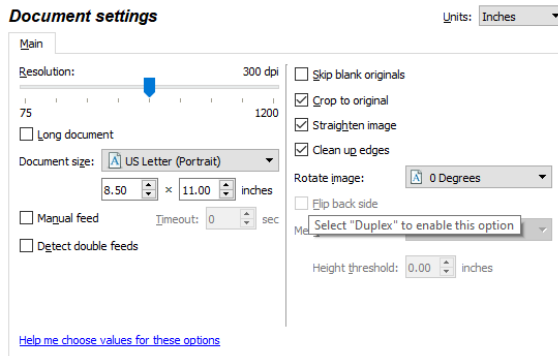 Document settings
Units: Inches
Main
Resolution: 300 dpi
75 1200
Long document
Document size: US Letter (Portrait)
8.50 × 11.00 inches
Manual feed Timeout: 0 sec
Detect double feeds
Skip blank originals
Crop to original
Straighten image
Clean up edges
Rotate image: 0 Degrees
Flip back side
Select "Duplex" to enable this option
Height threshold: 0.00 inches
Help me choose values for these options